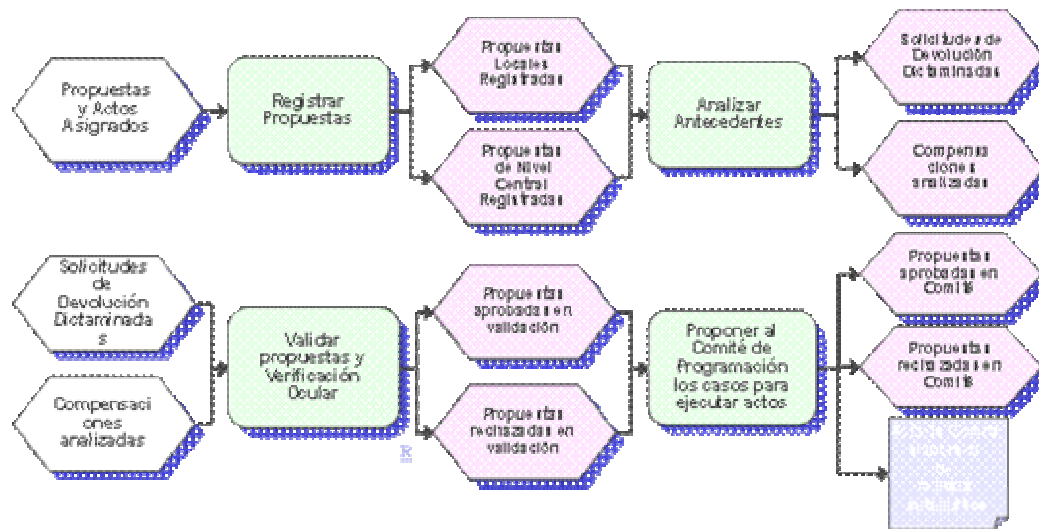 Propuestas
y Actos
Asignados
Registrar
Propuestas
Propuestas
Locales
Registradas
Propuestas
de Nivel
Central
Registradas
Analizar
Antecedentes
Solicitudes de
Devolución
Dictaminadas
Compensa
ciones
analizadas
Solicitudes
de
Devolución
Dictaminada
s
Compensaci
ones
analizadas
Validar
propuestas y
Verificación
Ocular
Propuestas
aprobadas en
validación
Propuestas
rechazadas en
validación
Proponer al
Comité de
Programación
los casos para
ejecutar actos
Propuestas
aprobadas en
Comité
Propuestas
rechazadas en
Comité